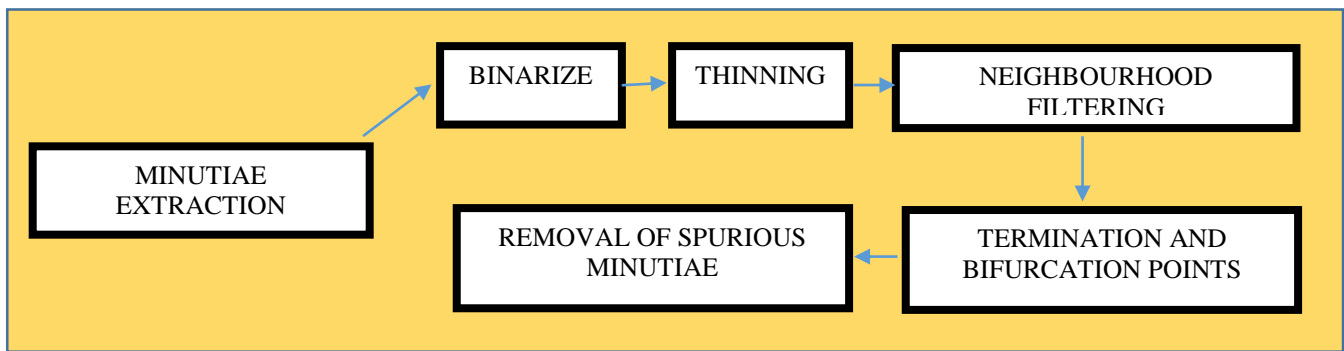 MINUTIAE
EXTRACTION
BINARIZE
THINNING
NEIGHBOURHOOD
FILTERING
TERMINATION AND
BIFURCATION POINTS
REMOVAL OF SPURIOUS
MINUTIAE